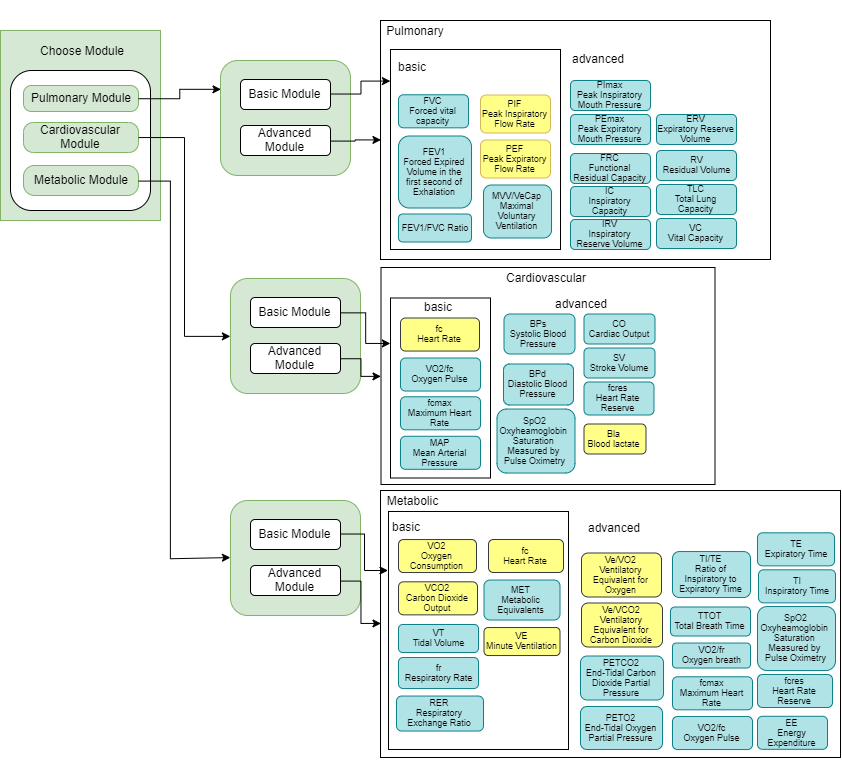 Choose Module
Pulmonary Module
Cardiovascular
Module
Metabolic Module
Basic Module
Advanced
Module
Pulmonary
basic
FVC
Forced vital
capacity
PIF
Peak Inspiratory
Flow Rate
FEV1
Forced Expired
Volume in the
first second of
Exhalation
PEF
Peak Expiratory
Flow Rate
MVV/VeCap
Maximal
Voluntary
Ventilation
FEV1/FVC Ratio
advanced
PImax
Peak Inspiratory
Mouth Pressure
PEmax
Peak Expiratory
Mouth Pressure
ERV
Expiratory Reserve
Volume
FRC
Functional
Residual Capacity
RV
Residual Volume
IC
Inspiratory
Capacity
TLC
Total Lung
Capacity
IRV
Inspiratory
Reserve Volume
VC
Vital Capacity
Basic Module
Advanced
Module
Cardiovascular
basic
fc
Heart Rate
VO2/fc
Oxygen Pulse
fcmax
Maximum Heart
Rate
MAP
Mean Arterial
Pressure
advanced
BPs
Systolic Blood
Pressure
CO
Cardiac Output
BPd
Diastolic Blood
Pressure
SV
Stroke Volume
fcres
Heart Rate
Reserve
SpO2
Oxyheamoglobin
Saturation
Measured by
Pulse Oximetry
Bla
Blood lactate
Basic Module
Advanced
Module
Metabolic
basic
VO2
Oxygen
Consumption
fc
Heart Rate
VCO2
Carbon Dioxide
Output
MET
Metabolic
Equivalents
VT
Tidal Volume
VE
Minute Ventilation
fr
Respiratory Rate
RER
Respiratory
Exchange Ratio
advanced
Ve/VO2
Ventilatory
Equivalent for
Oxygen
TI/TE
Ratio of
Inspiratory to
Expiratory Time
TE
Expiratory Time
TI
Inspiratory Time
Ve/VCO2
Ventilatory
Equivalent for
Carbon Dioxide
TTOT
Total Breath Time
SpO2
Oxyheamoglobin
Saturation
Measured by
Pulse Oximetry
VO2/fr
Oxygen breath
PETCO2
End-Tidal Carbon
Dioxide Partial
Pressure
fcmax
Maximum Heart
Rate
fcres
Heart Rate
Reserve
PETO2
End-Tidal Oxygen
Partial Pressure
VO2/fc
Oxygen Pulse
EE
Energy
Expenditure